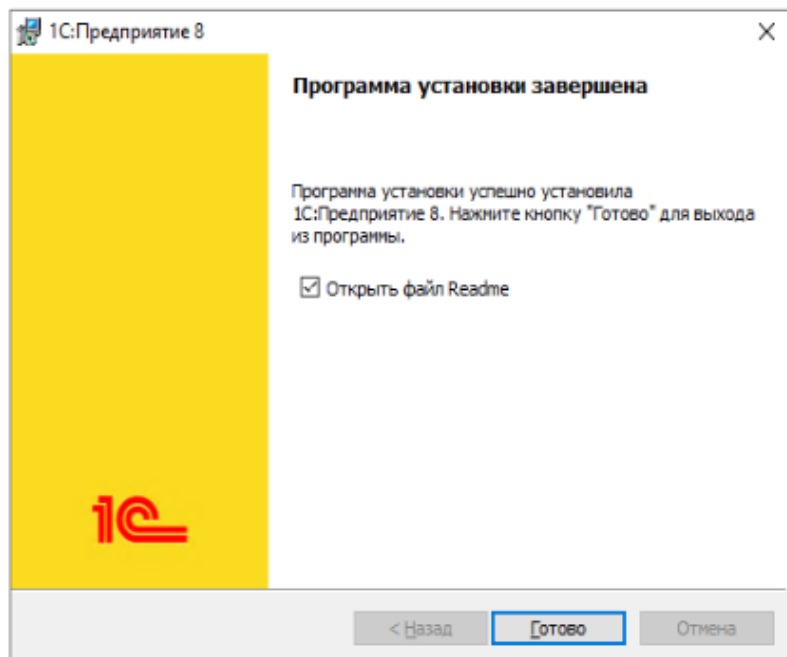 1С:Предприятие 8
Программа установки завершена
Программа установки успешно установила
1С:Предприятие 8. Нажмите кнопку "Готово" для выхода
из программы.
Открыть файл Readme
1С
< Назад
Готово
Отмена